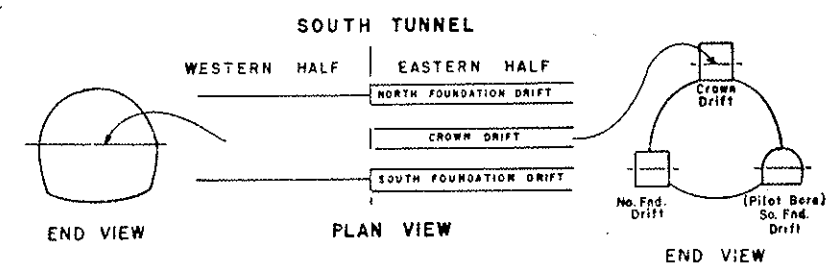 SOUTH TUNNEL
WESTERN HALF
EASTERN HALF
NORTH FOUNDATION DRIFT
CROWN DRIFT
SOUTH FOUNDATION DRIFT
END VIEW
PLAN VIEW
Crown
Drift
No. Fnd.
Drift
(Pilot Bore)
So. Fnd.
Drift
END VIEW